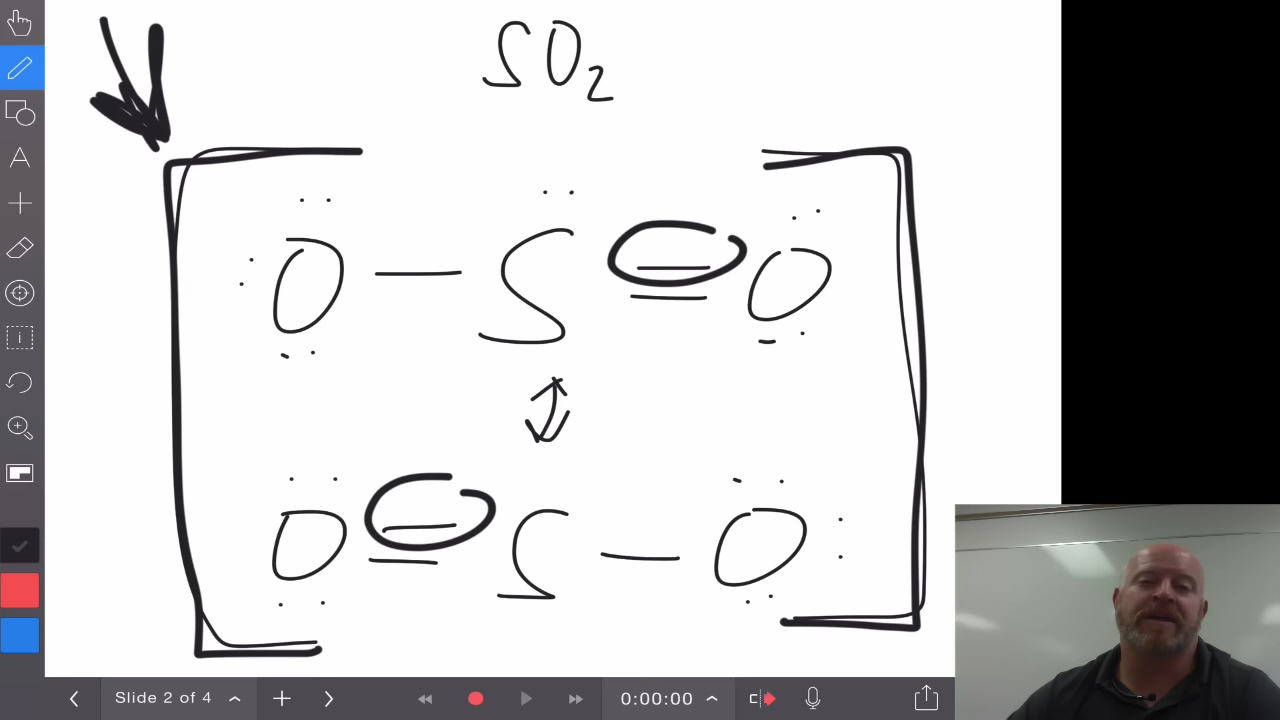 SO₂
O — S = O
O = S — O
A
i
Slide 2 of 4
0:00:00